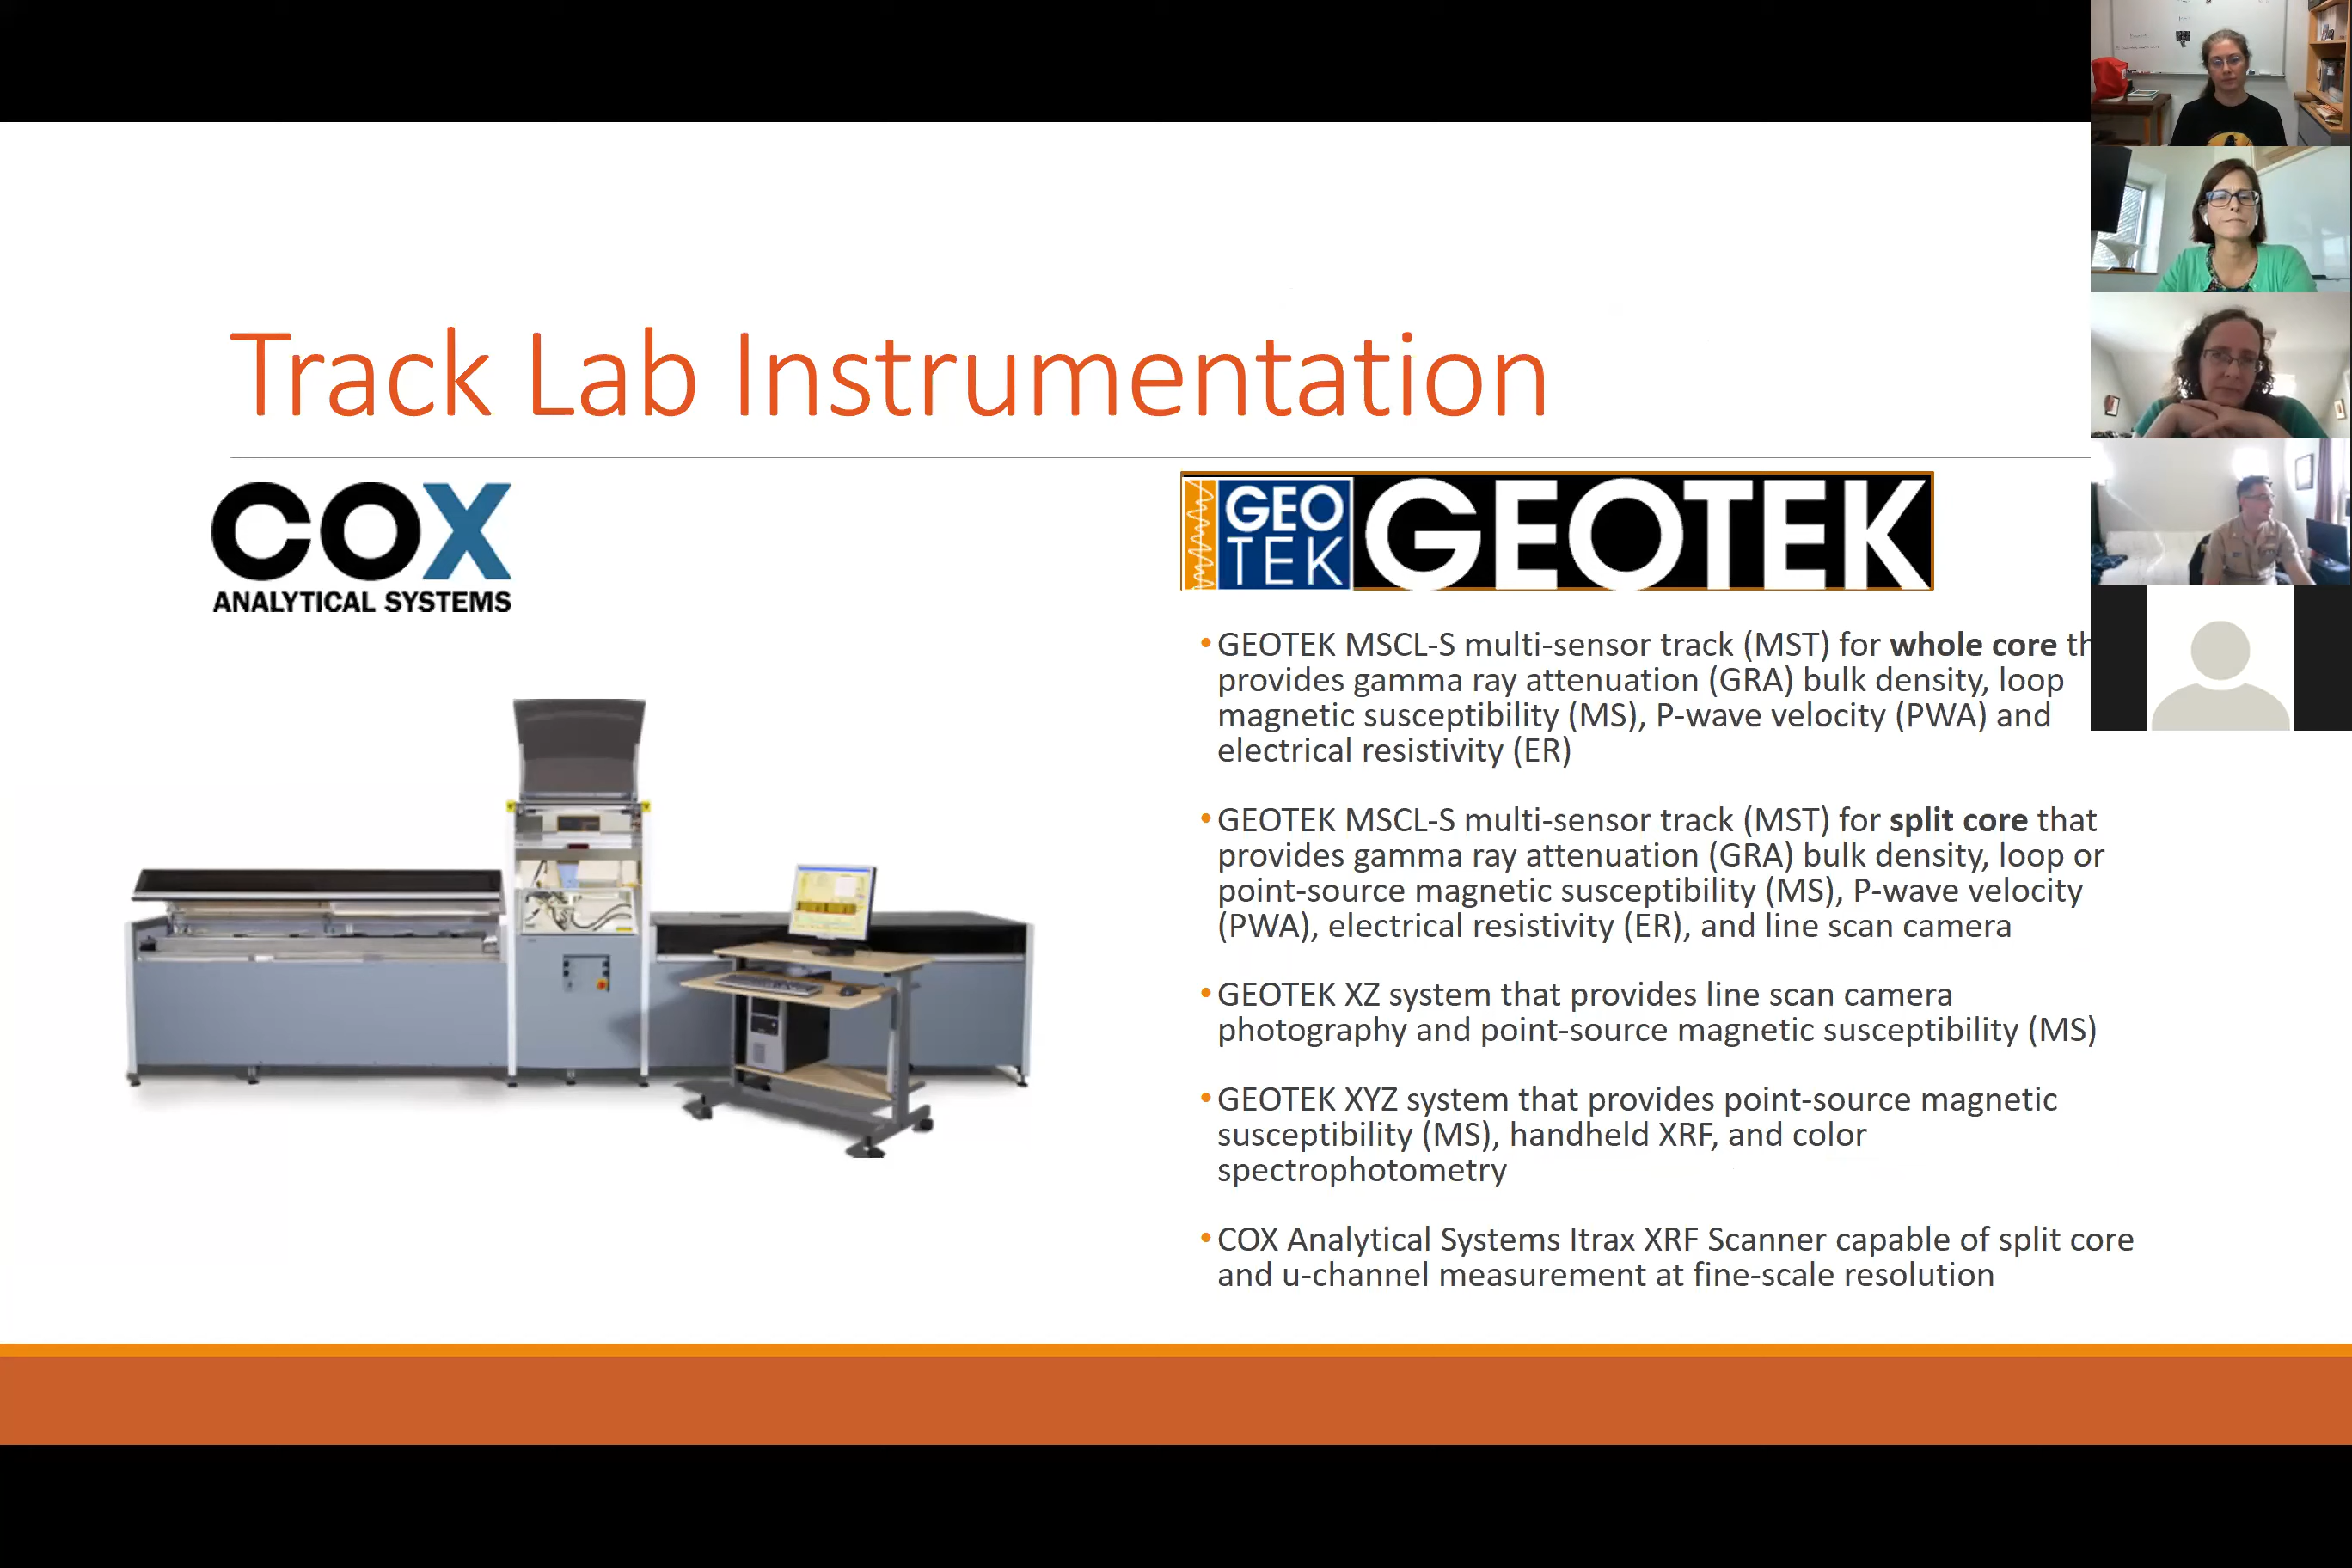 Track Lab Instrumentation
COX
ANALYTICAL SYSTEMS
GEO
TEK
GEOTEK
•GEOTEK MSCL-S multi-sensor track (MST) for whole core
provides gamma ray attenuation (GRA) bulk density, loop
magnetic susceptibility (MS), P-wave velocity (PWA) and
electrical resistivity (ER)
•GEOTEK MSCL-S multi-sensor track (MST) for split core that
provides gamma ray attenuation (GRA) bulk density, loop or
point-source magnetic susceptibility (MS), P-wave velocity
(PWA), electrical resistivity (ER), and line scan camera
•GEOTEK XZ system that provides line scan camera
photography and point-source magnetic susceptibility (MS)
•GEOTEK XYZ system that provides point-source magnetic
susceptibility (MS), handheld XRF, and color
spectrophotometry
•COX Analytical Systems Itrax XRF Scanner capable of split core
and u-channel measurement at fine-scale resolution